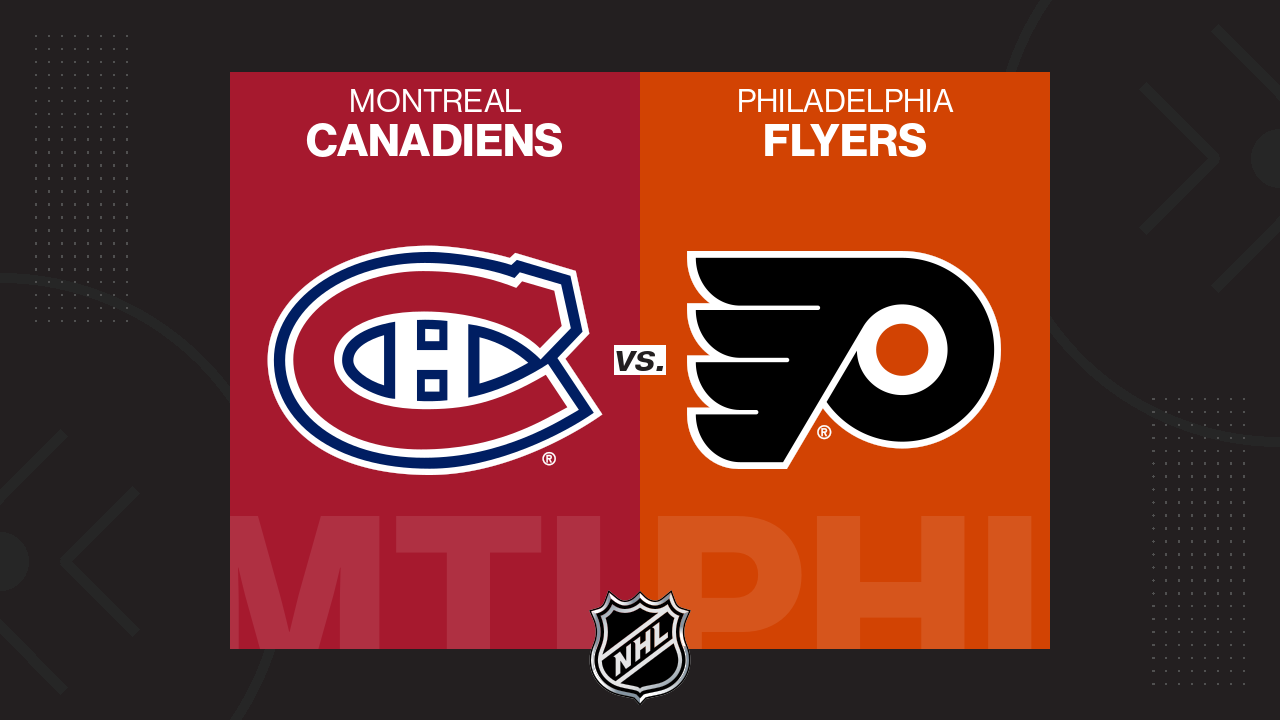 MONTREAL
CANADIENS
PHILADELPHIA
FLYERS
vs.
®
®
MTL
PHI
NHL